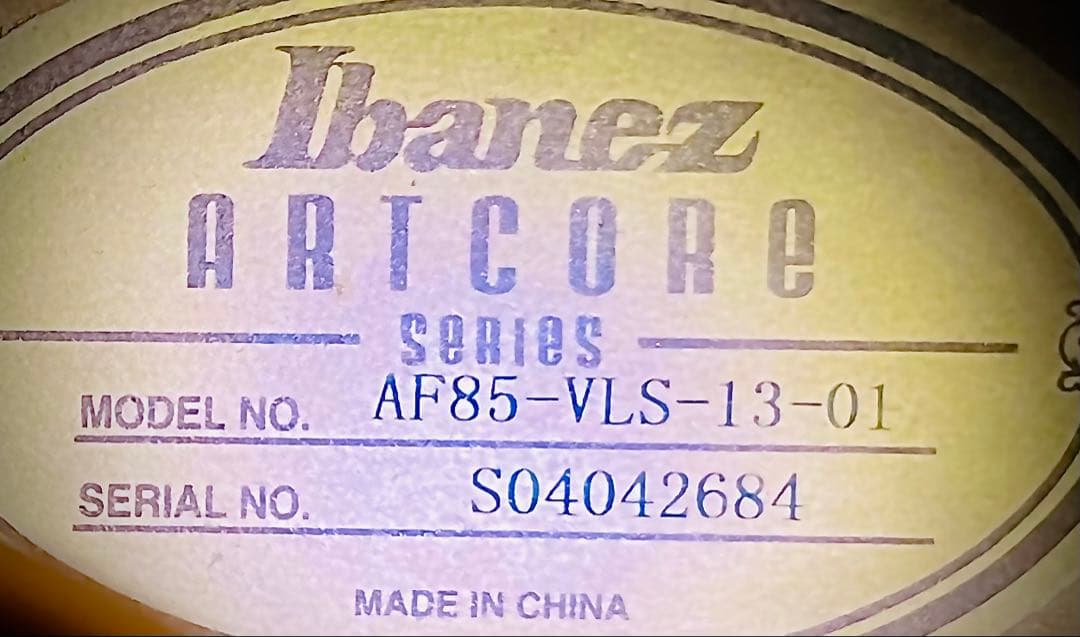 Ibanez
ARTCORe
SeRIeS
MODEL NO. AF85-VLS-13-01
SERIAL NO. S04042684
MADE IN CHINA